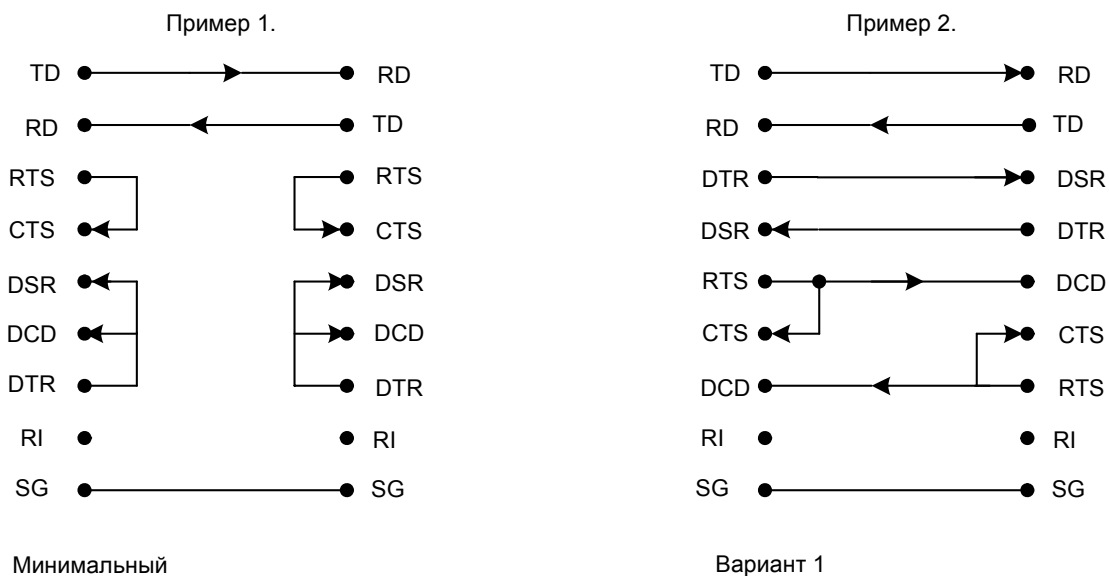 Пример 1.
TD RD
RD TD
RTS RTS
CTS CTS
DSR DSR
DCD DCD
DTR DTR
RI RI
SG SG
Минимальный
Пример 2.
TD RD
RD TD
DTR DSR
DSR DTR
RTS DCD
CTS CTS
DCD RTS
RI RI
SG SG
Вариант 1